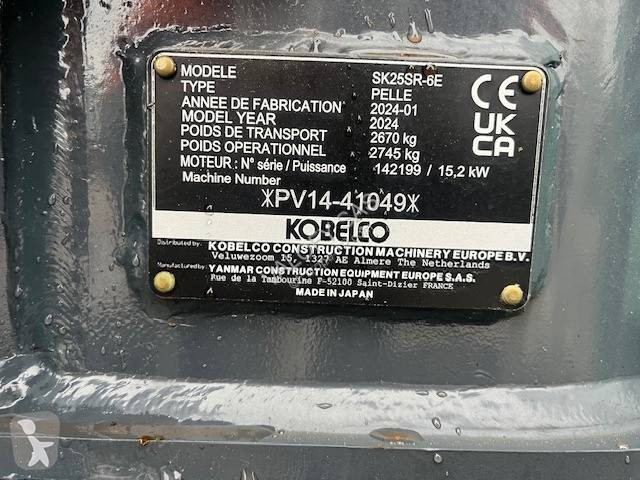 MODELE SK25SR-6E
TYPE PELLE
ANNEE DE FABRICATION 2024-01
MODEL YEAR 2024
POIDS DE TRANSPORT 2670 kg
POIDS OPERATIONNEL 2745 kg
MOTEUR : N° série / Puissance 142199 / 15,2 kW
Machine Number
PV14-41049
CE
UK
CA
KOBELCO
Distributed by: KOBELCO CONSTRUCTION MACHINERY EUROPE B.V.
Veluwezoom 15, 1327 AE Almere The Netherlands
Manufactured by: YANMAR CONSTRUCTION EQUIPMENT EUROPE S.A.S.
Rue de la Tambourine F-52100 Saint-Dizier FRANCE
MADE IN JAPAN